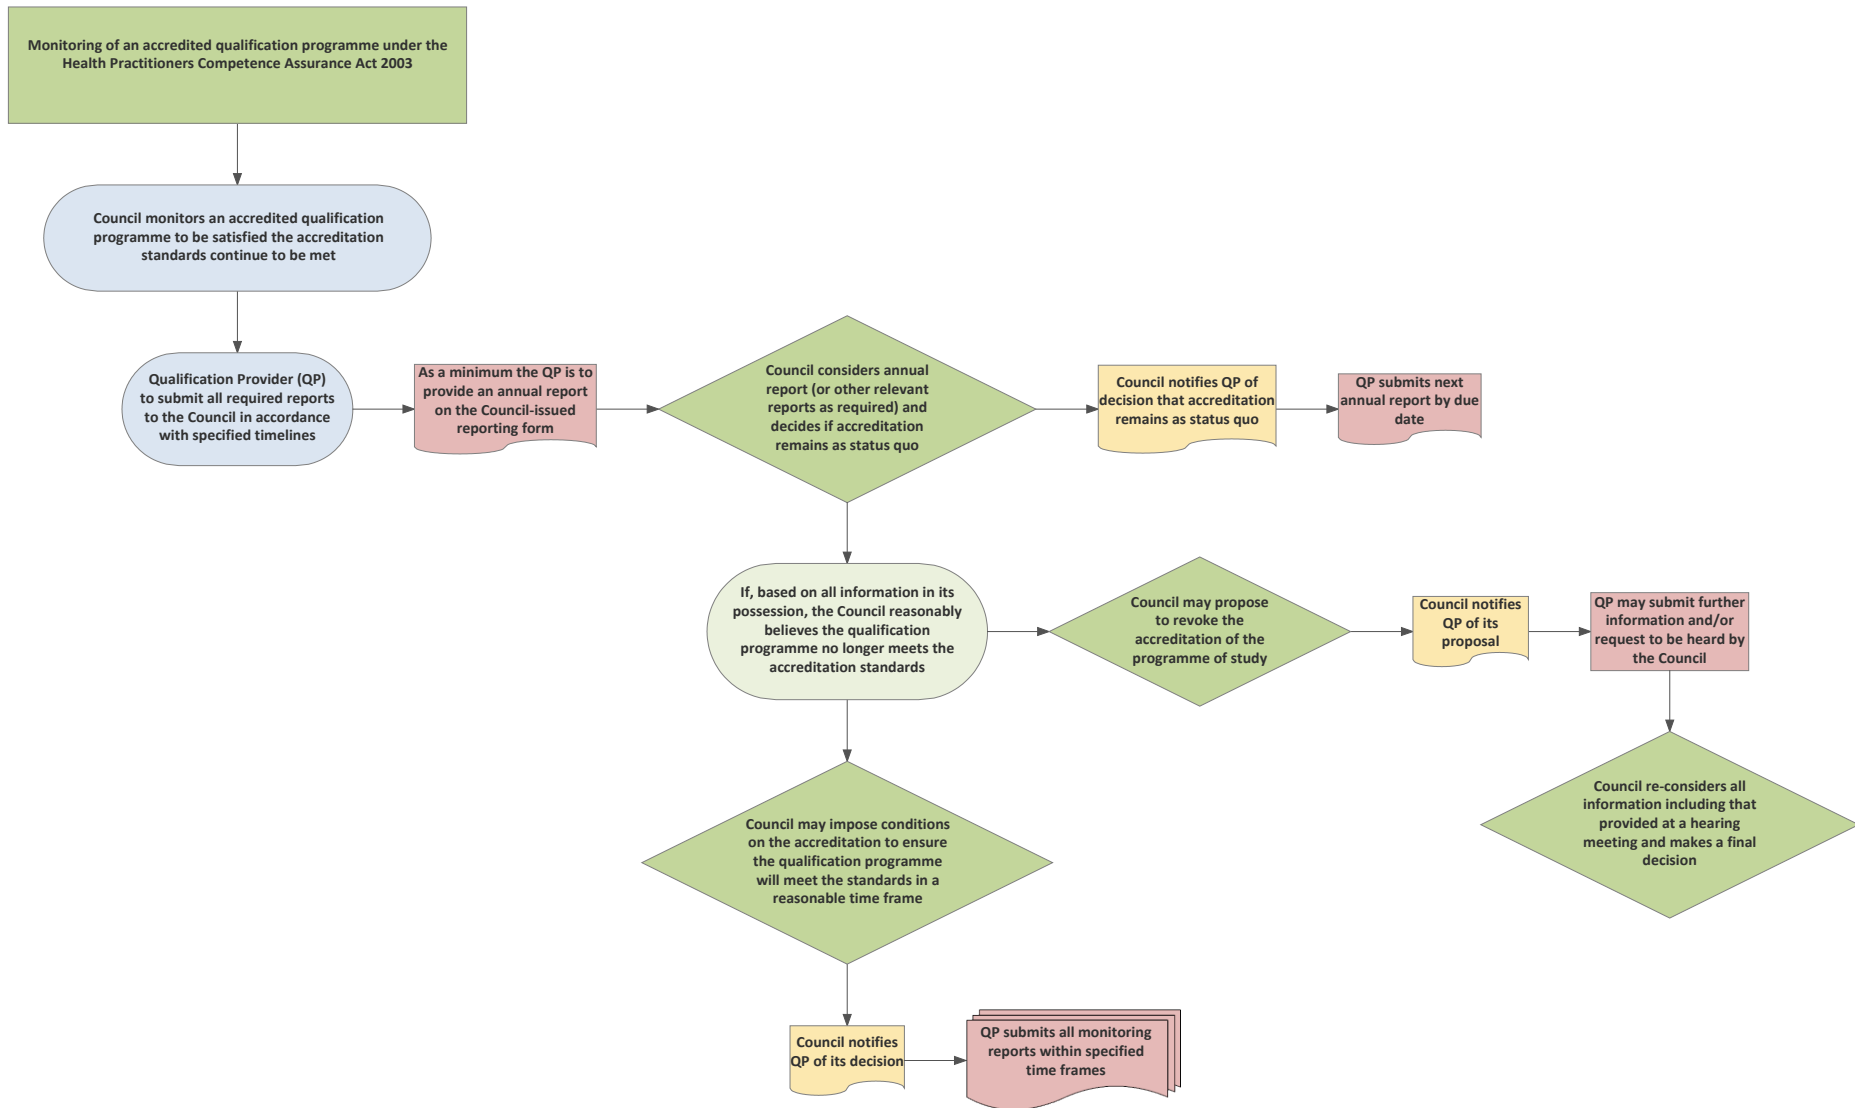 Monitoring of an accredited qualification programme under the
Health Practitioners Competence Assurance Act 2003
Council monitors an accredited qualification
programme to be satisfied the accreditation
standards continue to be met
Qualification Provider (QP)
to submit all required reports
to the Council in accordance
with specified timelines
As a minimum the QP is to
provide an annual report
on the Council-issued
reporting form
Council considers annual
report (or other relevant
reports as required) and
decides if accreditation
remains as status quo
Council notifies QP of
decision that accreditation
remains as status quo
QP submits next
annual report by due
date
If, based on all information in its
possession, the Council reasonably
believes the qualification
programme no longer meets the
accreditation standards
Council may propose
to revoke the
accreditation of the
programme of study
Council notifies
QP of its
proposal
QP may submit further
information and/or
request to be heard by
the Council
Council re-considers all
information including that
provided at a hearing
meeting and makes a final
decision
Council may impose conditions
on the accreditation to ensure
the qualification programme
will meet the standards in a
reasonable time frame
Council notifies
QP of its decision
QP submits all monitoring
reports within specified
time frames